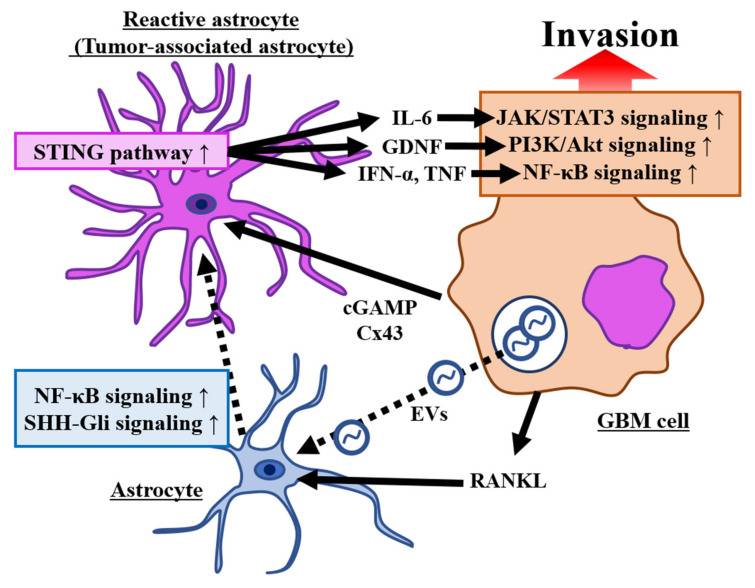 Reactive astrocyte
(Tumor-associated astrocyte)
Invasion
STING pathway ↑
IL-6
GDNF
IFN-α, TNF
JAK/STAT3 signaling ↑
PI3K/Akt signaling ↑
NF-κB signaling ↑
cGAMP
Cx43
NF-κB signaling ↑
SHH-Gli signaling ↑
EVs
GBM cell
Astrocyte
RANKL